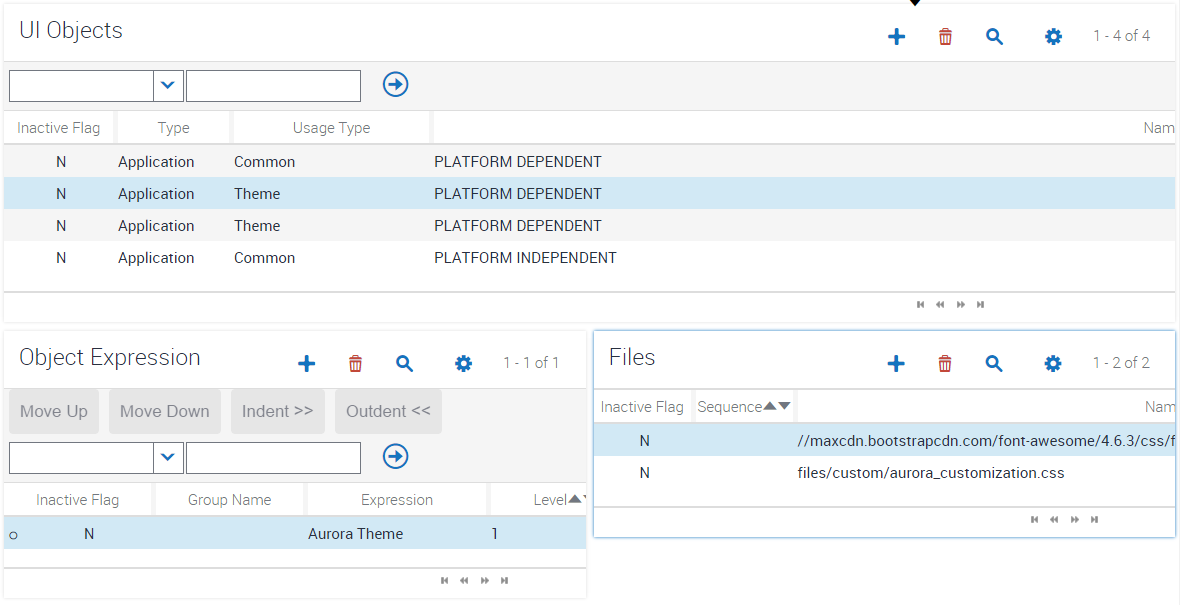 UI Objects
1 - 4 of 4
Inactive Flag Type Usage Type Nam
N Application Common PLATFORM DEPENDENT
N Application Theme PLATFORM DEPENDENT
N Application Theme PLATFORM DEPENDENT
N Application Common PLATFORM INDEPENDENT
Object Expression
1 - 1 of 1
Move Up Move Down Indent >> Outdent <<
Inactive Flag Group Name Expression Level
N Aurora Theme 1
Files
1 - 2 of 2
Inactive Flag Sequence Nam
N //maxcdn.bootstrapcdn.com/font-awesome/4.6.3/css/f
N files/custom/aurora_customization.css